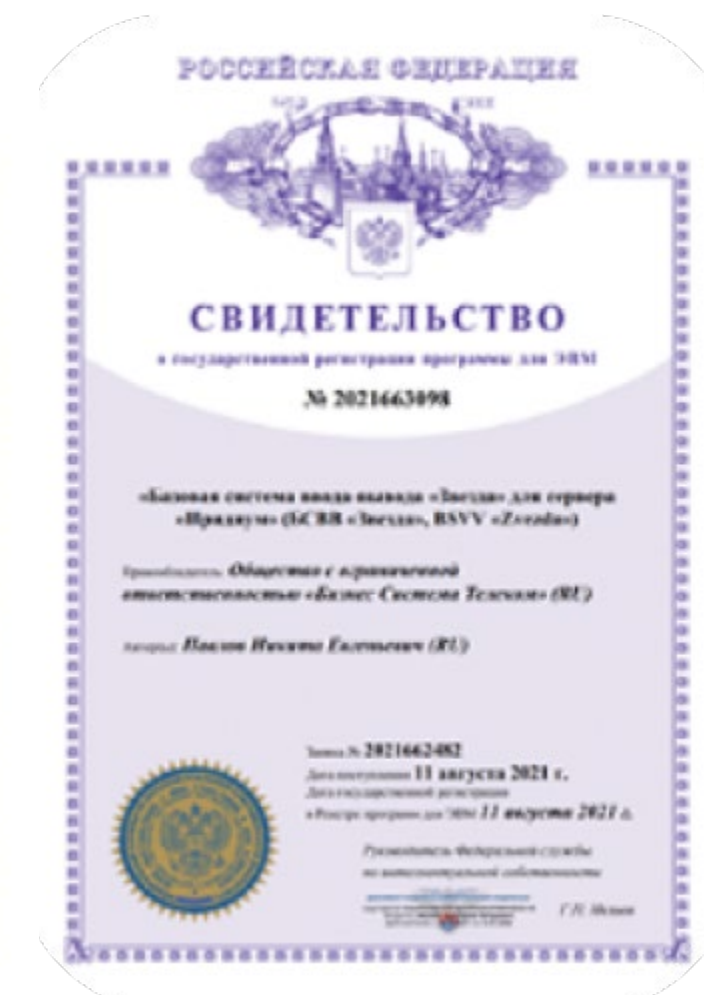 РОССИЙСКАЯ ФЕДЕРАЦИЯ
СВИДЕТЕЛЬСТВО
о государственной регистрации программы для ЭВМ
№ 2021663098
«Базовая система ввода-вывода «Звезда» для сервера
«Иридиум» (БСВВ «Звезда», BSVV «Zvezda»)
Правообладатель: Общество с ограниченной
ответственностью «Бизнес Система Телеком» (RU)
Павлов Никита Евгеньевич (RU)
Заявка № 2021662482
Дата поступления 11 августа 2021 г.
Дата государственной регистрации
в Реестре программ для ЭВМ 11 августа 2021 г.
Руководитель Федеральной службы
по интеллектуальной собственности
Г.П. Ивлиев